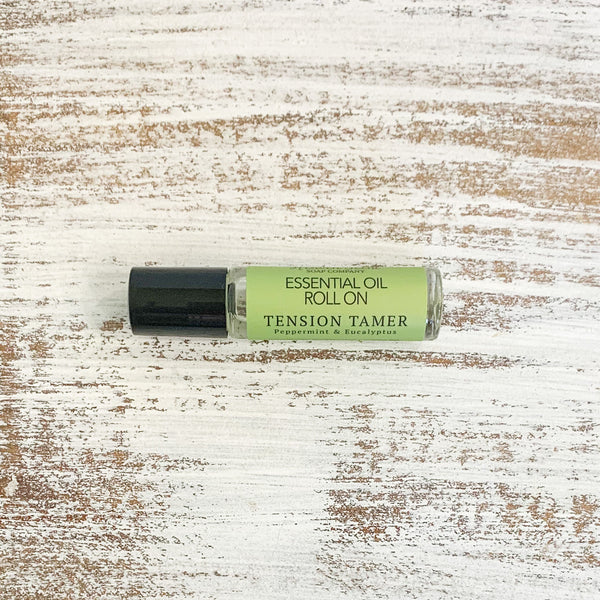 SOAP COMPANY
ESSENTIAL OIL
ROLL ON
TENSION TAMER
Peppermint & Eucalyptus